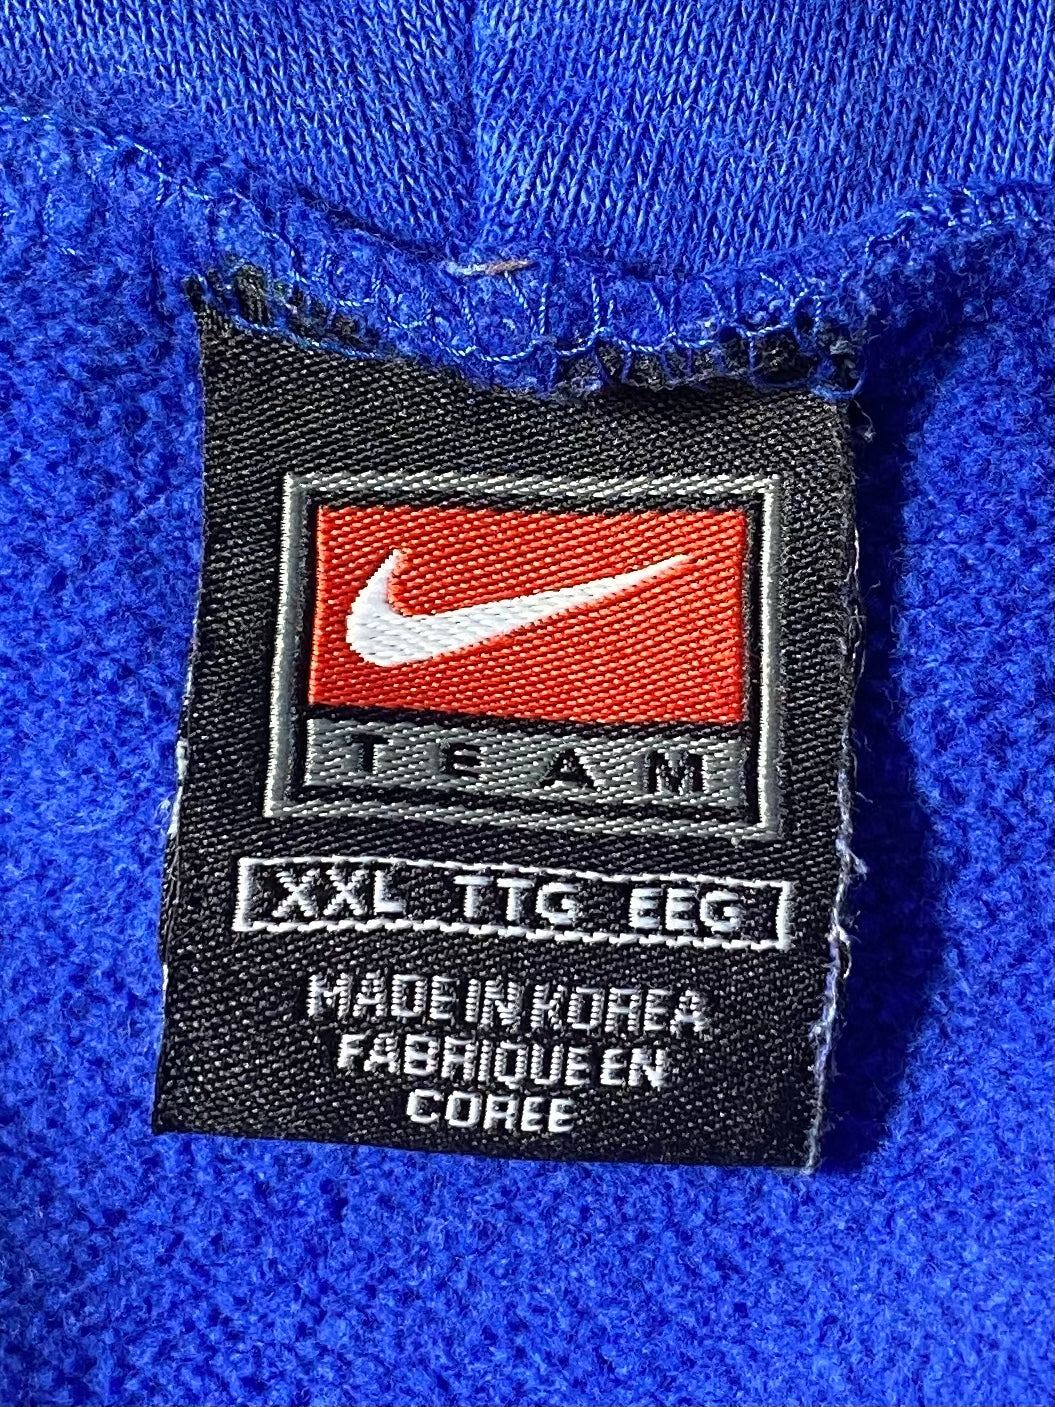 TEAM
XXL TTG EEG
MADE IN KOREA
FABRIQUE EN
COREE